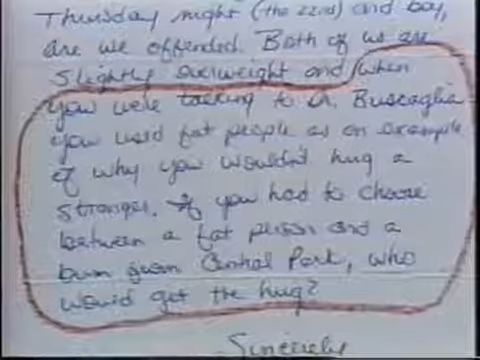 Thursday night (the 22nd) and boy,
are we offended. Both of us are
slightly overweight and when
you were talking to Dr. Buscaglia
you used fat people as an example
of why you wouldn't hug a
stranger. If you had to choose
between a fat person and a
bum from Central Park, who
would get the hug?
Sincerely